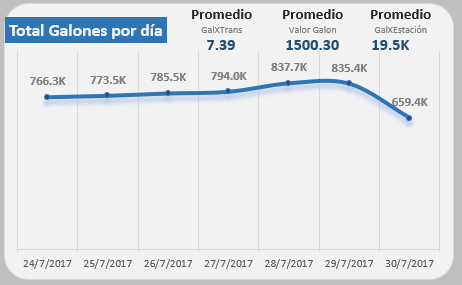 Total Galones por día
Promedio Promedio Promedio
GalXTrans Valor Galon GalXEstación
7.39 1500.30 19.5K
766.3K 773.5K 785.5K 794.0K 837.7K 835.4K 659.4K
24/7/2017 25/7/2017 26/7/2017 27/7/2017 28/7/2017 29/7/2017 30/7/2017